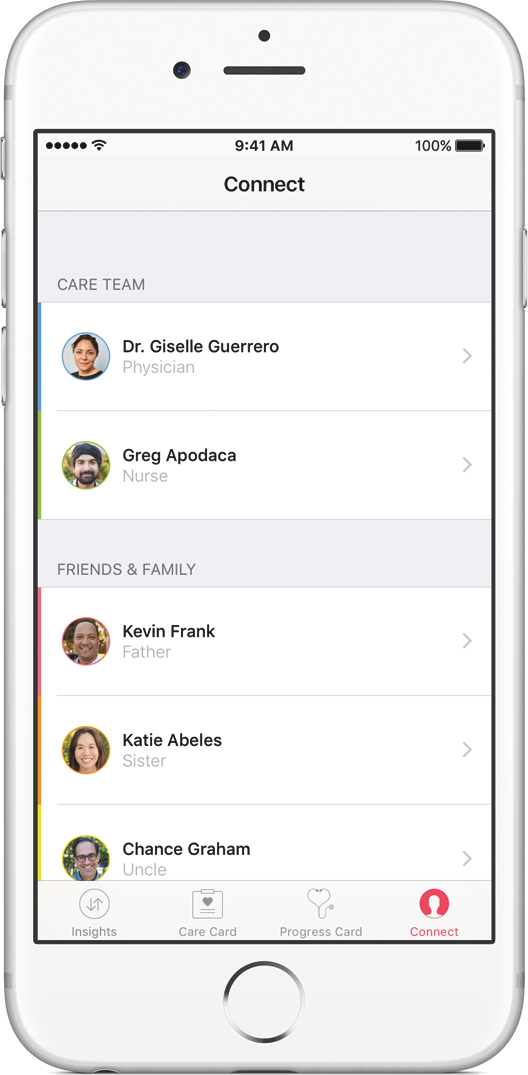 9:41 AM 100%
Connect
CARE TEAM
Dr. Giselle Guerrero
Physician
Greg Apodaca
Nurse
FRIENDS & FAMILY
Kevin Frank
Father
Katie Abeles
Sister
Chance Graham
Uncle
Insights Care Card Progress Card Connect